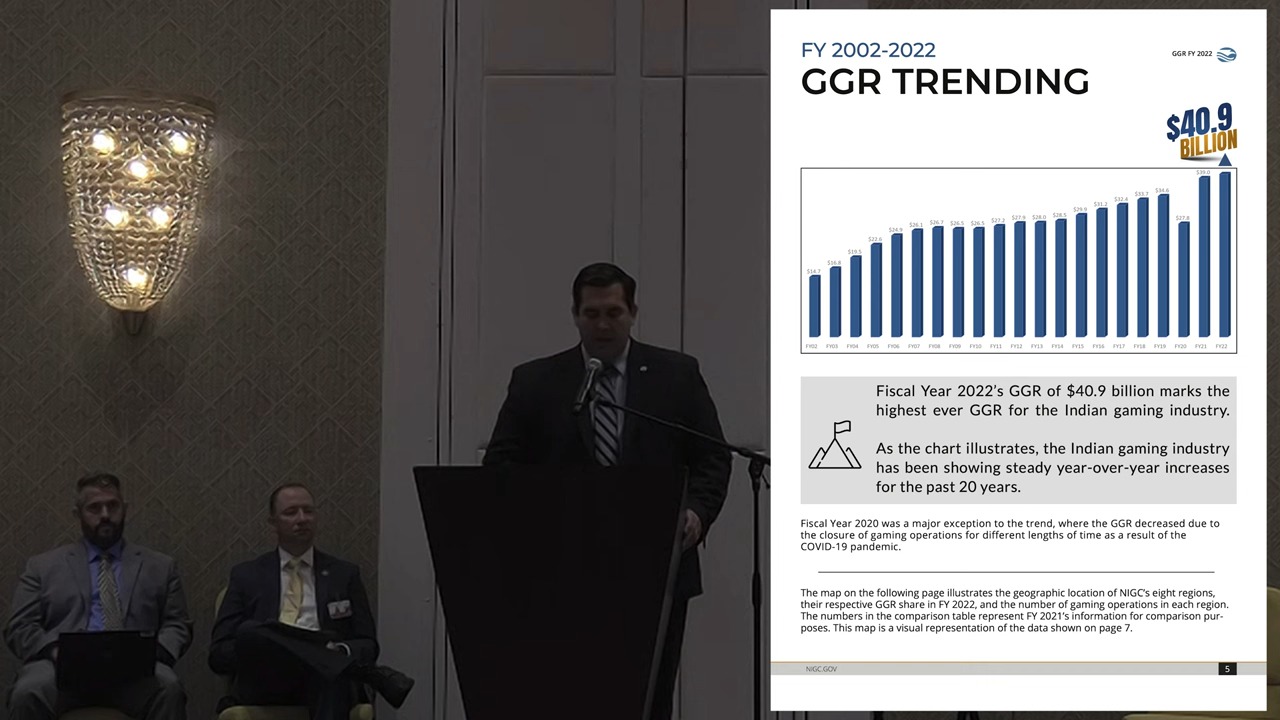 FY 2002-2022
GGR FY 2022
GGR TRENDING
$40.9
BILLION
$14.7 $16.8 $19.5 $22.6 $24.9 $26.1 $26.7 $26.5 $26.5 $27.2 $27.9 $28.0 $28.5 $29.9 $31.2 $32.4 $33.7 $34.6 $27.8 $39.0
FY02 FY03 FY04 FY05 FY06 FY07 FY08 FY09 FY10 FY11 FY12 FY13 FY14 FY15 FY16 FY17 FY18 FY19 FY20 FY21 FY22
Fiscal Year 2022’s GGR of $40.9 billion marks the
highest ever GGR for the Indian gaming industry.
As the chart illustrates, the Indian gaming industry
has been showing steady year-over-year increases
for the past 20 years.
Fiscal Year 2020 was a major exception to the trend, where the GGR decreased due to
the closure of gaming operations for different lengths of time as a result of the
COVID-19 pandemic.
The map on the following page illustrates the geographic location of NIGC’s eight regions,
their respective GGR share in FY 2022, and the number of gaming operations in each region.
The numbers in the comparison table represent FY 2021’s information for comparison pur-
poses. This map is a visual representation of the data shown on page 7.
NIGC.GOV
5